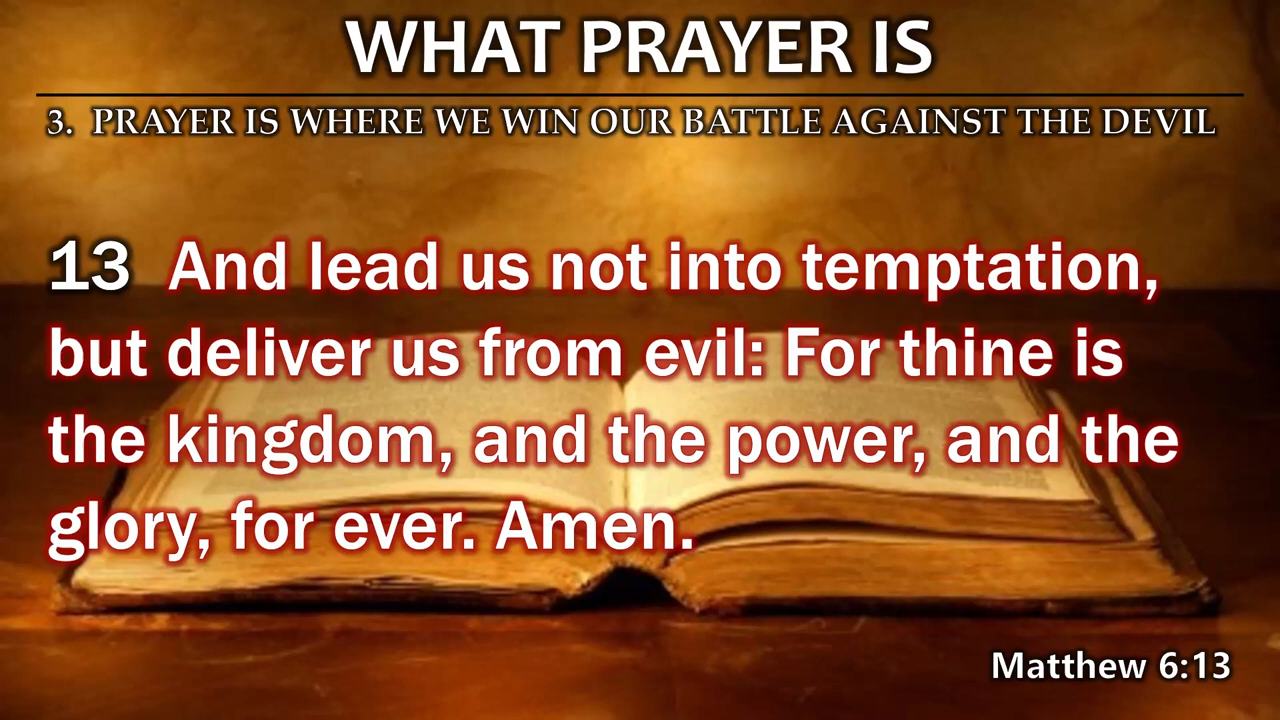 WHAT PRAYER IS
3. PRAYER IS WHERE WE WIN OUR BATTLE AGAINST THE DEVIL
13 And lead us not into temptation,
but deliver us from evil: For thine is
the kingdom, and the power, and the
glory, for ever. Amen.
Matthew 6:13